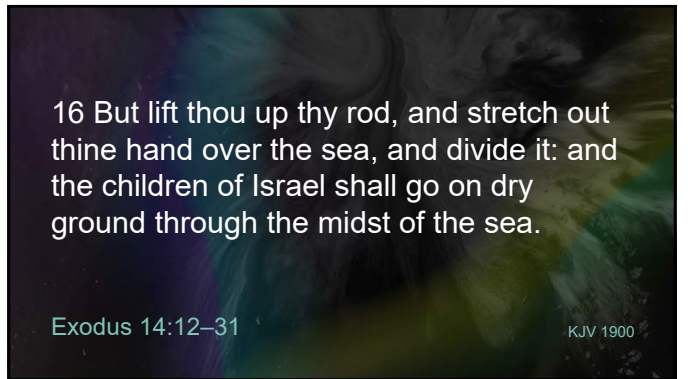 16 But lift thou up thy rod, and stretch out
thine hand over the sea, and divide it: and
the children of Israel shall go on dry
ground through the midst of the sea.
Exodus 14:12–31
KJV 1900